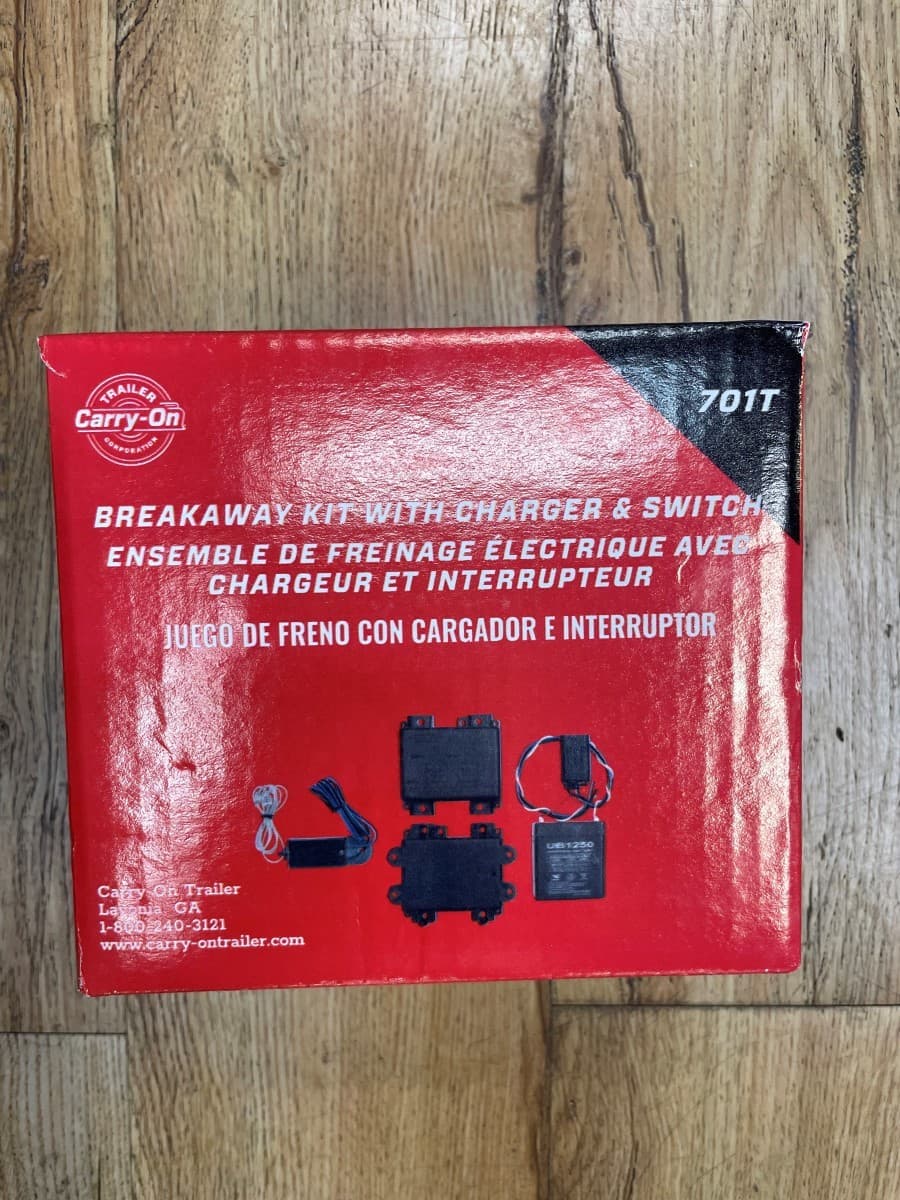 TRAILER
Carry-On
CORPORATION
701T
BREAKAWAY KIT WITH CHARGER & SWITCH
ENSEMBLE DE FREINAGE ÉLECTRIQUE AVEC
CHARGEUR ET INTERRUPTEUR
JUEGO DE FRENO CON CARGADOR E INTERRUPTOR
UB1250
Carry On Trailer
Lavonia GA
1-800-240-3121
www.carry-ontrailer.com